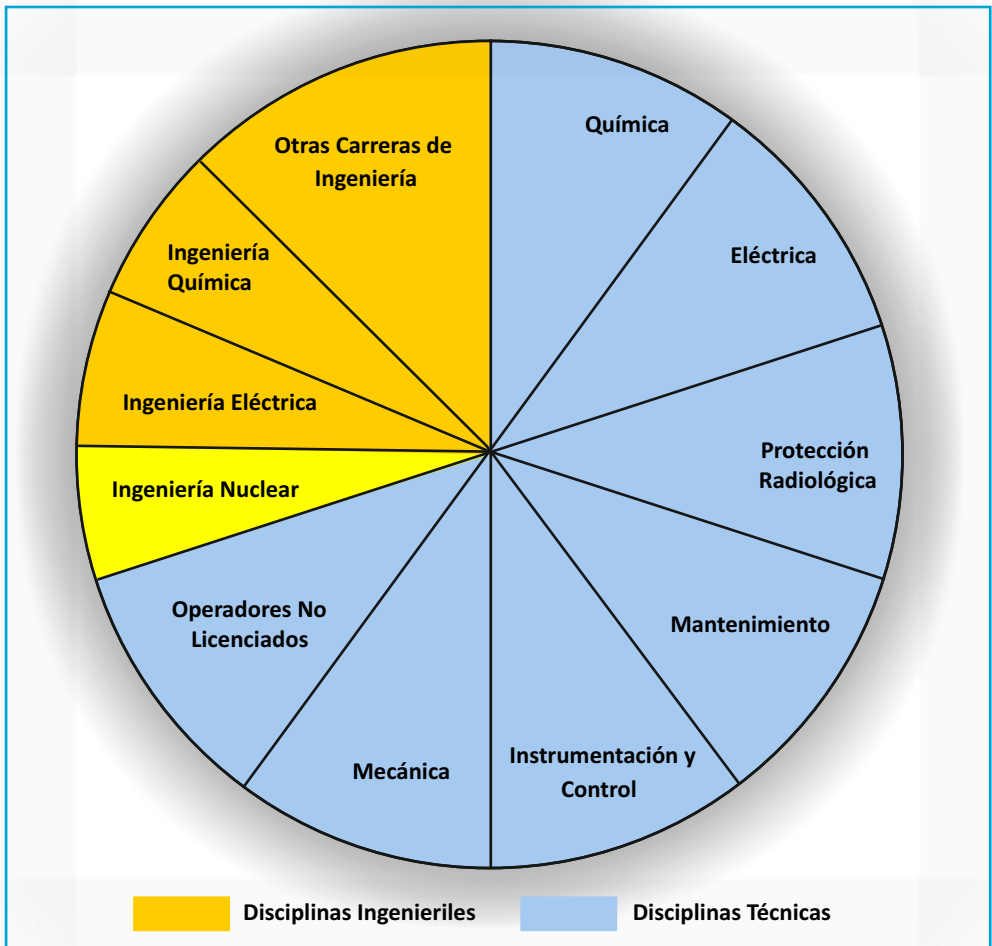 Química
Eléctrica
Protección
Radiológica
Mantenimiento
Instrumentación y
Control
Mecánica
Operadores No
Licenciados
Ingeniería Nuclear
Ingeniería Eléctrica
Ingeniería
Química
Otras Carreras de
Ingeniería
Disciplinas Ingenieriles
Disciplinas Técnicas